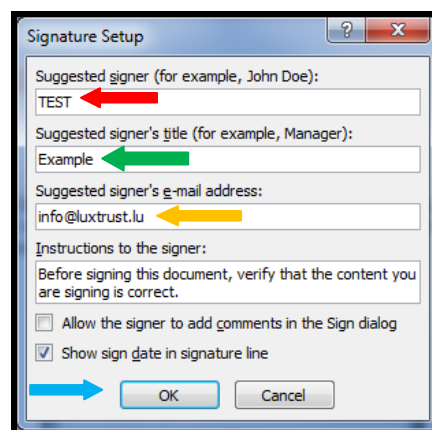 Signature Setup
Suggested signer (for example, John Doe):
TEST
Suggested signer's title (for example, Manager):
Example
Suggested signer's e-mail address:
info@luxtrust.lu
Instructions to the signer:
Before signing this document, verify that the content you
are signing is correct.
Allow the signer to add comments in the Sign dialog
Show sign date in signature line
OK Cancel